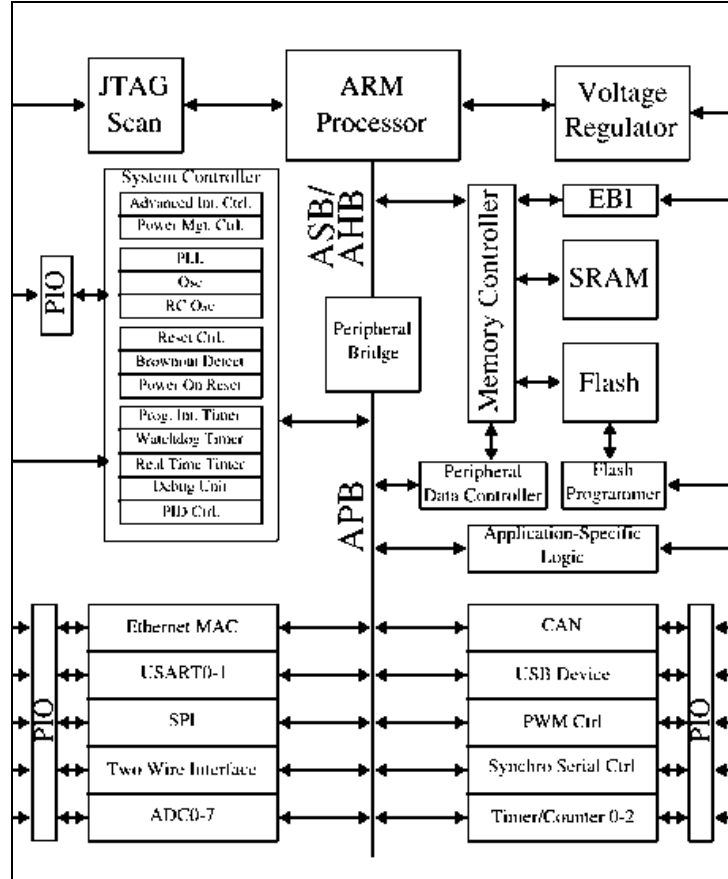 JTAG
Scan
ARM
Processor
Voltage
Regulator
System Controller
Advanced Int. Ctrl.
Power Mgt. Ctrl.
PLL
Osc
RC Osc
Reset Ctrl.
Brownout Detect
Power On Reset
Prog. Int. Timer
Watchdog Timer
Real Time Timer
Debug Unit
PID Ctrl.
PIO
ASB/
AHB
Peripheral
Bridge
APB
Memory Controller
EBI
SRAM
Flash
Peripheral
Data Controller
Flash
Programmer
Application-Specific
Logic
PIO
Ethernet MAC
USART0-1
SPI
Two Wire Interface
ADC0-7
CAN
USB Device
PWM Ctrl
Synchro Serial Ctrl
Timer/Counter 0-2
PIO